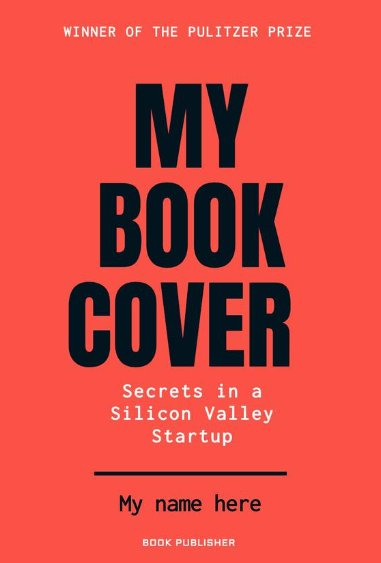 WINNER OF THE PULITZER PRIZE
MY
BOOK
COVER
Secrets in a
Silicon Valley
Startup
My name here
BOOK PUBLISHER